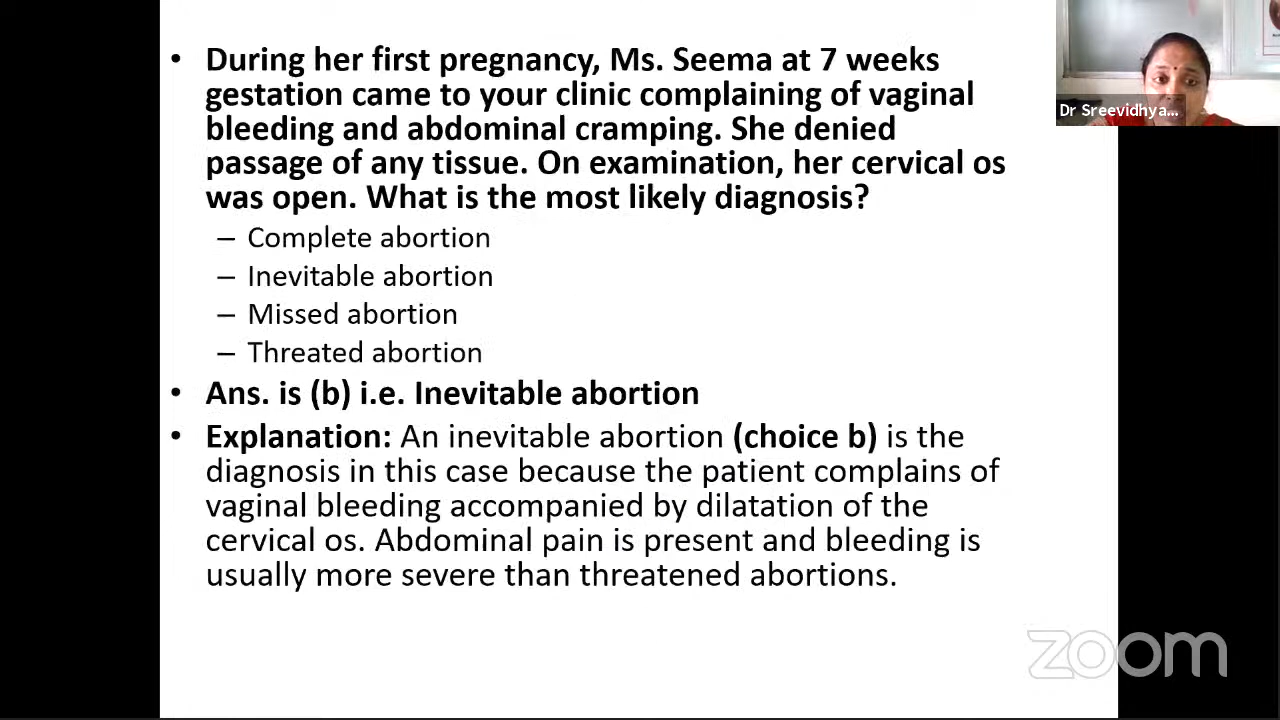 • During her first pregnancy, Ms. Seema at 7 weeks
gestation came to your clinic complaining of vaginal
bleeding and abdominal cramping. She denied
passage of any tissue. On examination, her cervical os
was open. What is the most likely diagnosis?
– Complete abortion
– Inevitable abortion
– Missed abortion
– Threated abortion
• Ans. is (b) i.e. Inevitable abortion
• Explanation: An inevitable abortion (choice b) is the
diagnosis in this case because the patient complains of
vaginal bleeding accompanied by dilatation of the
cervical os. Abdominal pain is present and bleeding is
usually more severe than threatened abortions.
Dr Sreevidhya...
zoom